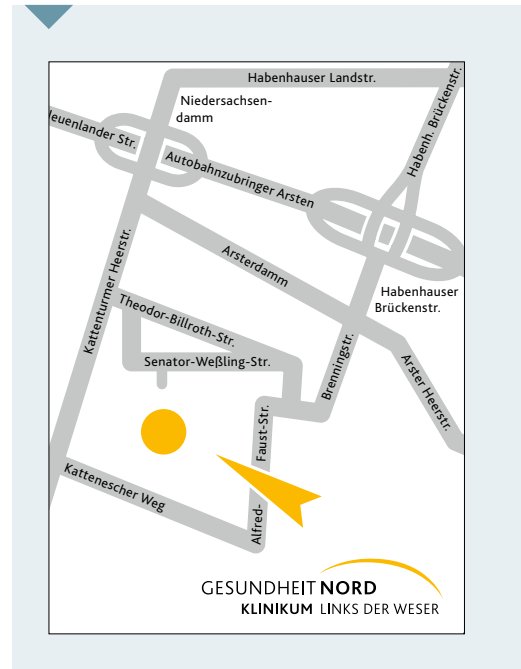 Habenhauser Landstr.
Niedersachsen-
damm
Habenh. Brückenstr.
Neuenlander Str.
Autobahnzubringer Arsten
Arsterdamm
Kattenturmer Heerstr.
Habenhauser
Brückenstr.
Theodor-Billroth-Str.
Senator-Weßling-Str.
Brenningstr.
Arster Heerstr.
Alfred-
Faust-Str.
Kattenescher Weg
GESUNDHEIT NORD
KLINIKUM LINKS DER WESER